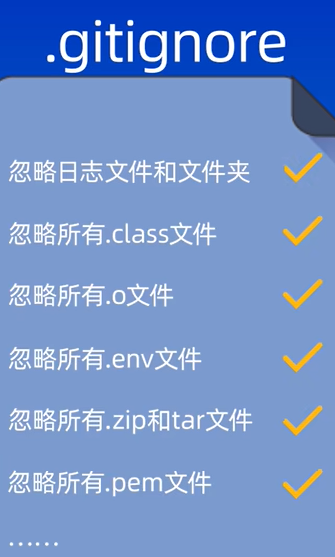 .gitignore
忽略日志文件和文件夹
忽略所有.class文件
忽略所有.o文件
忽略所有.env文件
忽略所有.zip和tar文件
忽略所有.pem文件
……